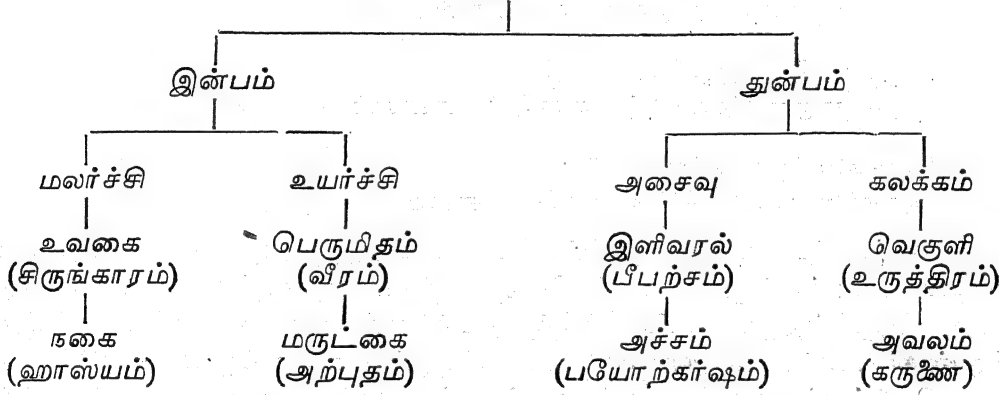 இன்பம் துன்பம்
மலர்ச்சி உயர்ச்சி அசைவு கலக்கம்
உவகை பெருமிதம் இளிவரல் வெகுளி
(சிருங்காரம்) (வீரம்) (பீபற்சம்) (உருத்திரம்)
நகை மருட்கை அச்சம் அவலம்
(ஹாஸ்யம்) (அற்புதம்) (பயோற்கர்ஷம்) (கருணை)